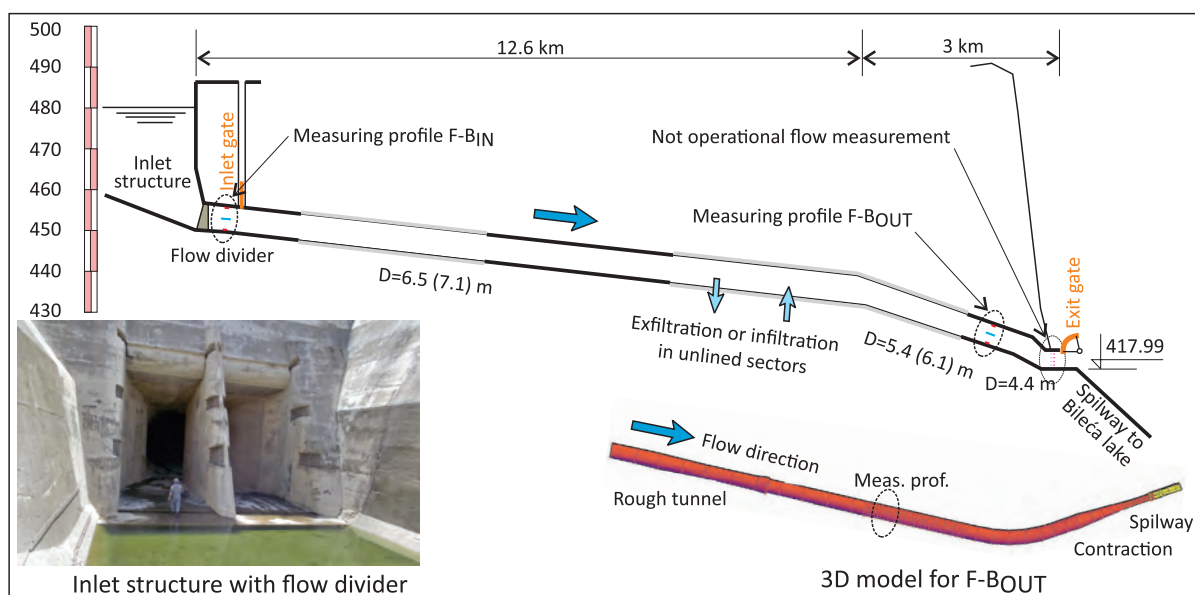 500
490
480
470
460
450
440
430
12.6 km
3 km
Inlet gate
Measuring profile F-BIN
Not operational flow measurement
Inlet
structure
Measuring profile F-BOUT
Flow divider
D=6.5 (7.1) m
Exfiltration or infiltration
in unlined sectors
D=5.4 (6.1) m
D=4.4 m
Exit gate
417.99
Spilway to
Bileća lake
Flow direction
Meas. prof.
Rough tunnel
Spilway
Contraction
Inlet structure with flow divider
3D model for F-BOUT